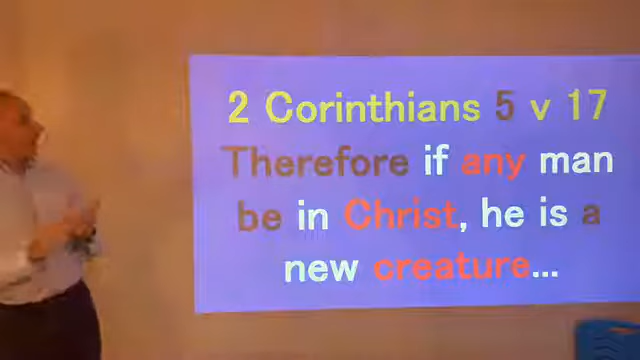 2 Corinthians 5 v 17
Therefore if any man
be in Christ, he is a
new creature...